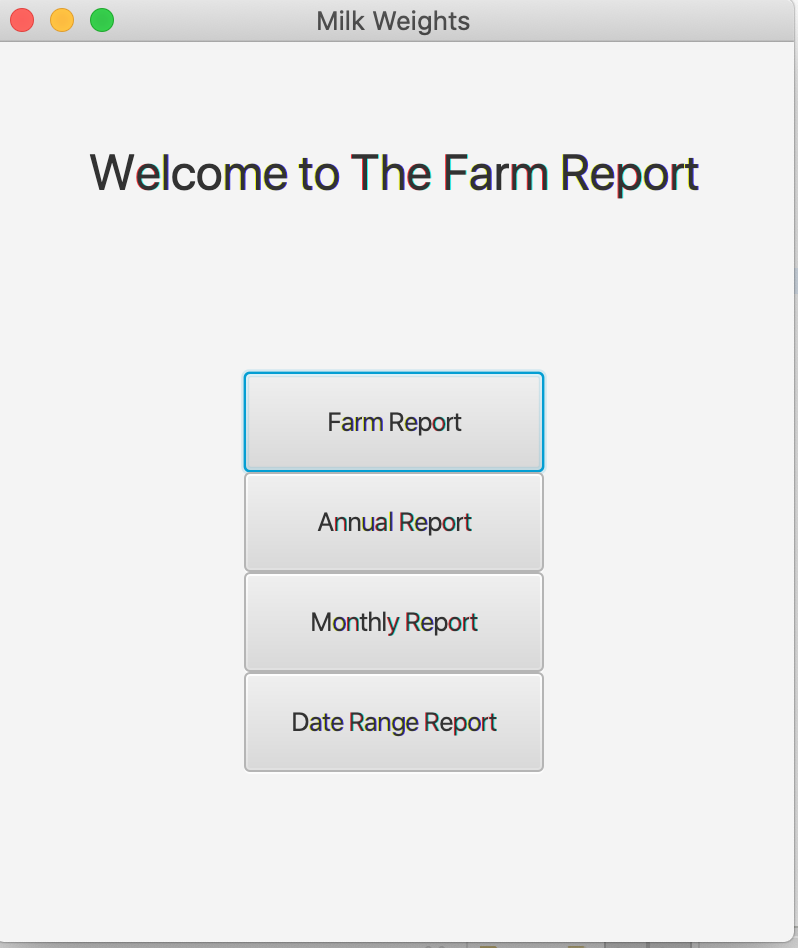 Milk Weights
Welcome to The Farm Report
Farm Report
Annual Report
Monthly Report
Date Range Report